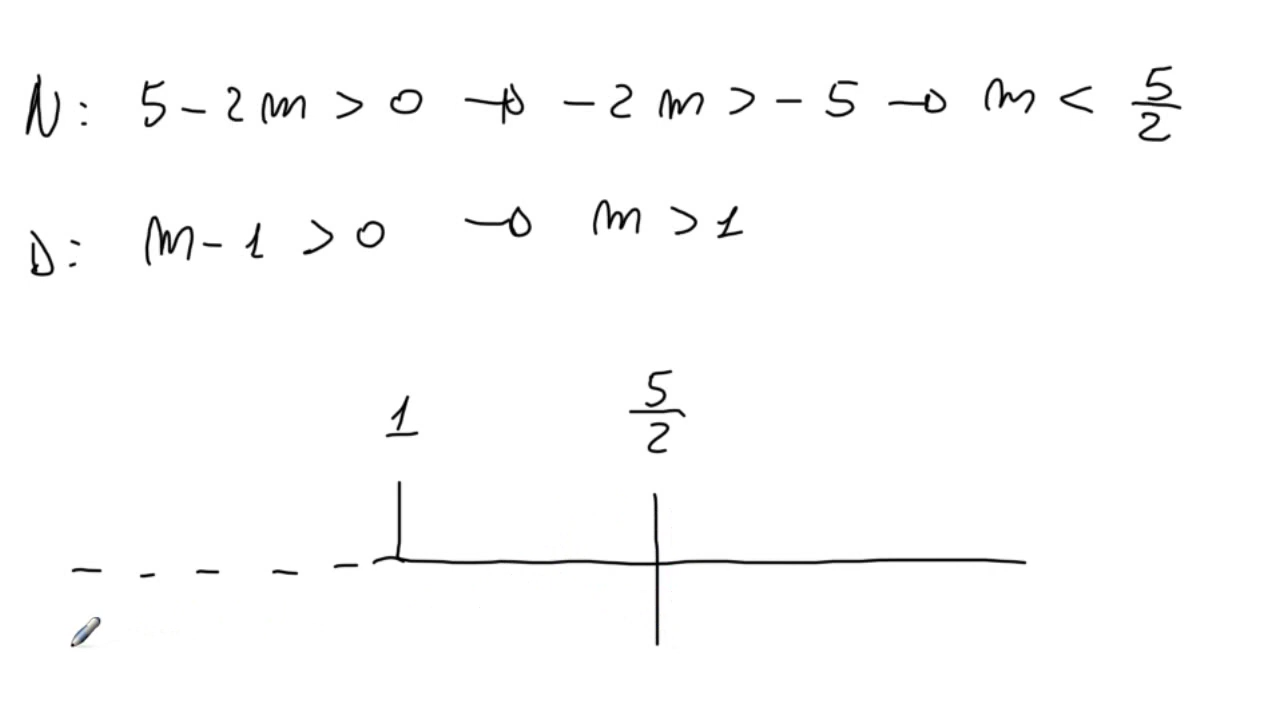 N: 5 - 2m > 0 → -2m > -5 → m < 5/2
D: m - 1 > 0 → m > 1
1 5/2